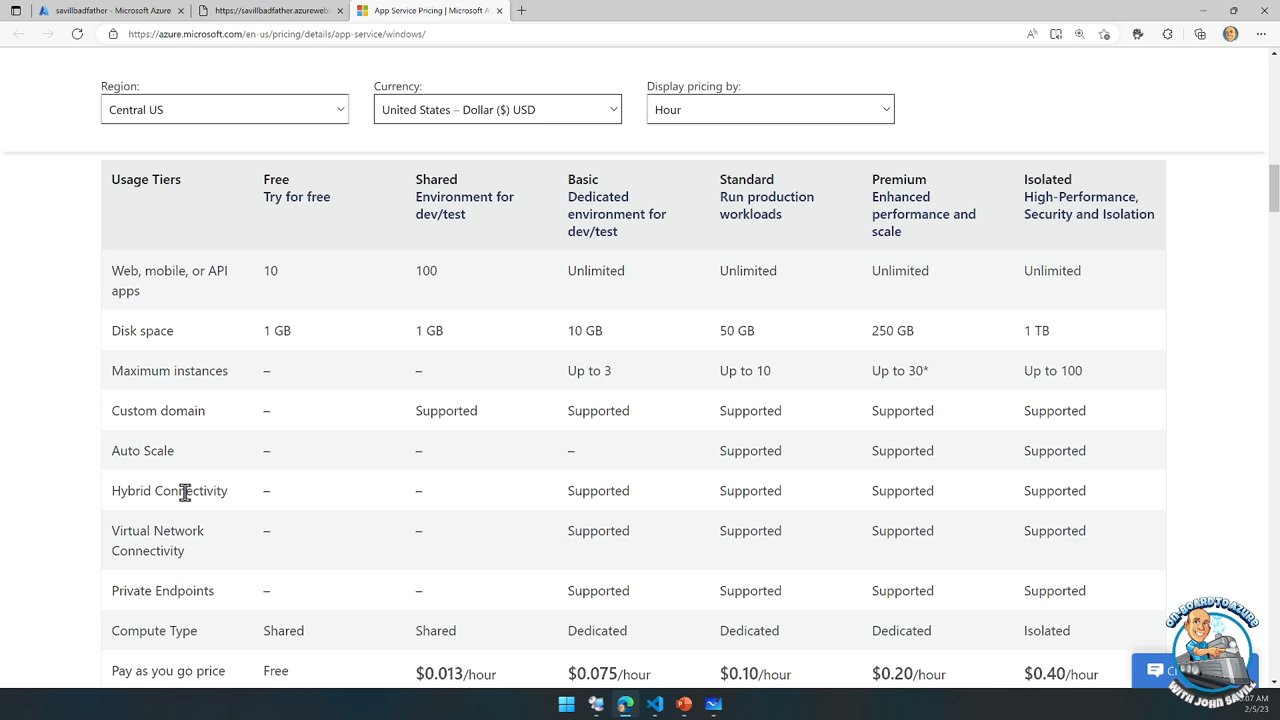 savillbadfather - Microsoft Azure
https://savillbadfather.azureweb
App Service Pricing | Microsoft A
https://azure.microsoft.com/en-us/pricing/details/app-service/windows/
Region:
Currency:
Display pricing by:
Central US
United States – Dollar ($) USD
Hour
Usage Tiers
Free
Try for free
Shared
Environment for
dev/test
Basic
Dedicated
environment for
dev/test
Standard
Run production
workloads
Premium
Enhanced
performance and
scale
Isolated
High-Performance,
Security and Isolation
Web, mobile, or API
apps
10
100
Unlimited
Unlimited
Unlimited
Unlimited
Disk space
1 GB
1 GB
10 GB
50 GB
250 GB
1 TB
Maximum instances
–
–
Up to 3
Up to 10
Up to 30*
Up to 100
Custom domain
–
Supported
Supported
Supported
Supported
Supported
Auto Scale
–
–
–
Supported
Supported
Supported
Hybrid Connectivity
–
–
Supported
Supported
Supported
Supported
Virtual Network
Connectivity
–
–
Supported
Supported
Supported
Supported
Private Endpoints
–
–
Supported
Supported
Supported
Supported
Compute Type
Shared
Shared
Dedicated
Dedicated
Dedicated
Isolated
Pay as you go price
Free
$0.013/hour
$0.075/hour
$0.10/hour
$0.20/hour
$0.40/hour
ON-BOARD TO AZURE
WITH JOHN SAVILL
:07 AM
2/5/23